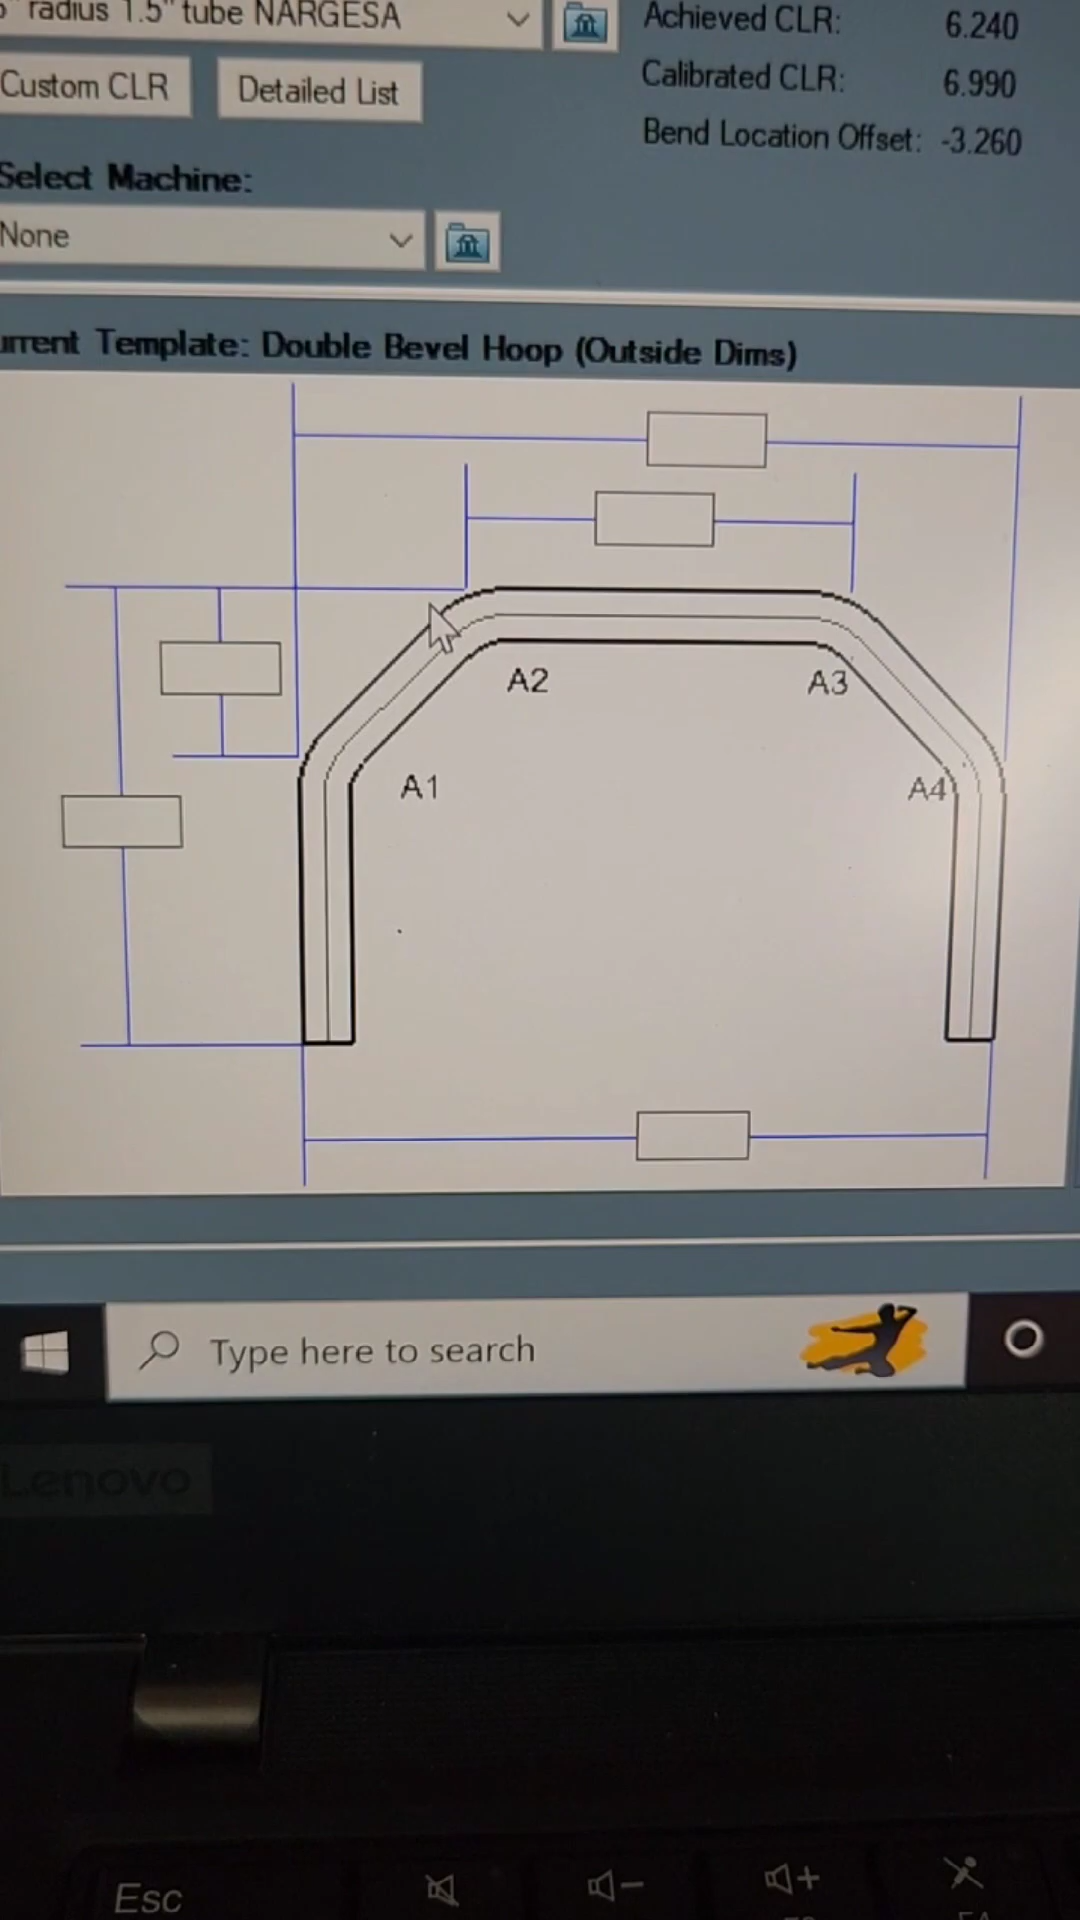 radius 1.5" tube NARGESA
Achieved CLR: 6.240
Custom CLR
Detailed List
Calibrated CLR: 6.990
Bend Location Offset: -3.260
Select Machine:
None
urrent Template: Double Bevel Hoop (Outside Dims)
A2
A3
A1
A4
Type here to search
Lenovo
Esc